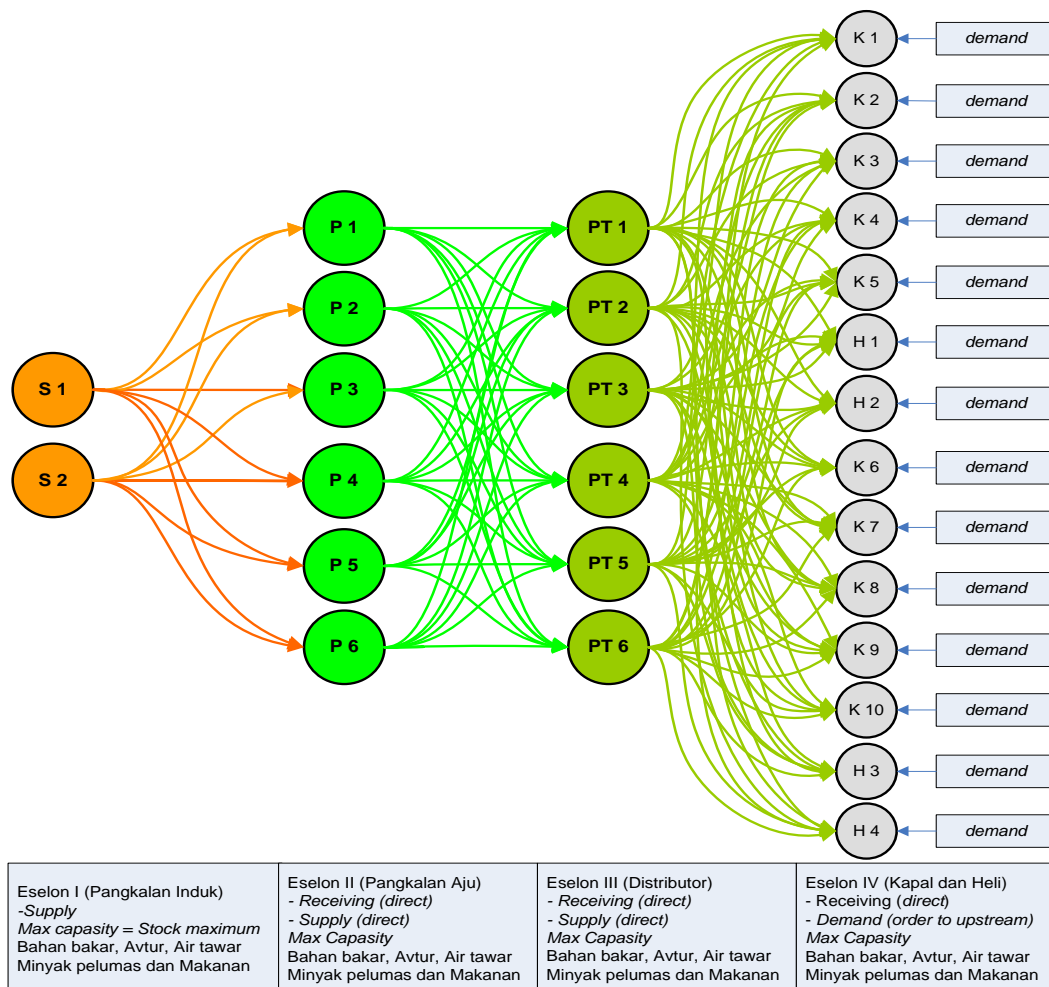 K 1
demand
K 2
demand
K 3
demand
P 1
PT 1
K 4
demand
K 5
demand
P 2
PT 2
H 1
demand
S 1
P 3
PT 3
H 2
demand
S 2
P 4
PT 4
K 6
demand
K 7
demand
P 5
PT 5
K 8
demand
P 6
PT 6
K 9
demand
K 10
demand
H 3
demand
H 4
demand
Eselon I (Pangkalan Induk)
-Supply
Max capasity = Stock maximum
Bahan bakar, Avtur, Air tawar
Minyak pelumas dan Makanan
Eselon II (Pangkalan Aju)
- Receiving (direct)
- Supply (direct)
Max Capacity
Bahan bakar, Avtur, Air tawar
Minyak pelumas dan Makanan
Eselon III (Distributor)
- Receiving (direct)
- Supply (direct)
Max Capacity
Bahan bakar, Avtur, Air tawar
Minyak pelumas dan Makanan
Eselon IV (Kapal dan Heli)
- Receiving (direct)
- Demand (order to upstream)
Max Capacity
Bahan bakar, Avtur, Air tawar
Minyak pelumas dan Makanan